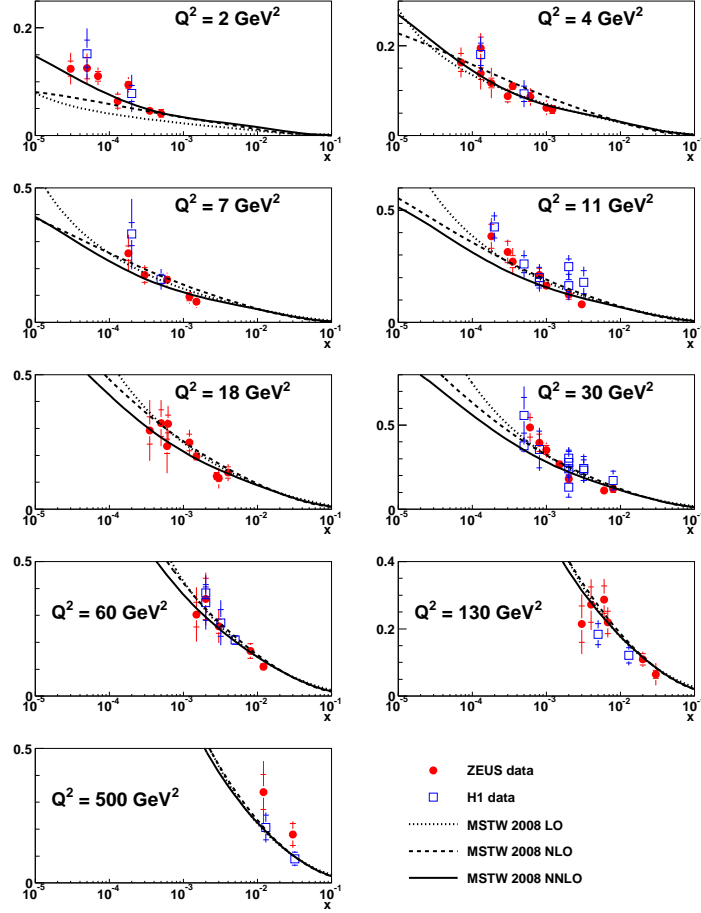 Q² = 2 GeV²
0.2
0
10⁻⁵ 10⁻⁴ 10⁻³ 10⁻² 10⁻¹
x
Q² = 4 GeV²
0.2
0
10⁻⁵ 10⁻⁴ 10⁻³ 10⁻² 10⁻¹
x
Q² = 7 GeV²
0.5
0
10⁻⁵ 10⁻⁴ 10⁻³ 10⁻² 10⁻¹
x
Q² = 11 GeV²
0.5
0
10⁻⁵ 10⁻⁴ 10⁻³ 10⁻² 10⁻¹
x
Q² = 18 GeV²
0.5
0
10⁻⁵ 10⁻⁴ 10⁻³ 10⁻² 10⁻¹
x
Q² = 30 GeV²
0.5
0
10⁻⁵ 10⁻⁴ 10⁻³ 10⁻² 10⁻¹
x
Q² = 60 GeV²
0.5
0
10⁻⁵ 10⁻⁴ 10⁻³ 10⁻² 10⁻¹
x
Q² = 130 GeV²
0.4
0.2
0
10⁻⁵ 10⁻⁴ 10⁻³ 10⁻² 10⁻¹
x
Q² = 500 GeV²
0.5
0
10⁻⁵ 10⁻⁴ 10⁻³ 10⁻² 10⁻¹
x
ZEUS data
H1 data
MSTW 2008 LO
MSTW 2008 NLO
MSTW 2008 NNLO